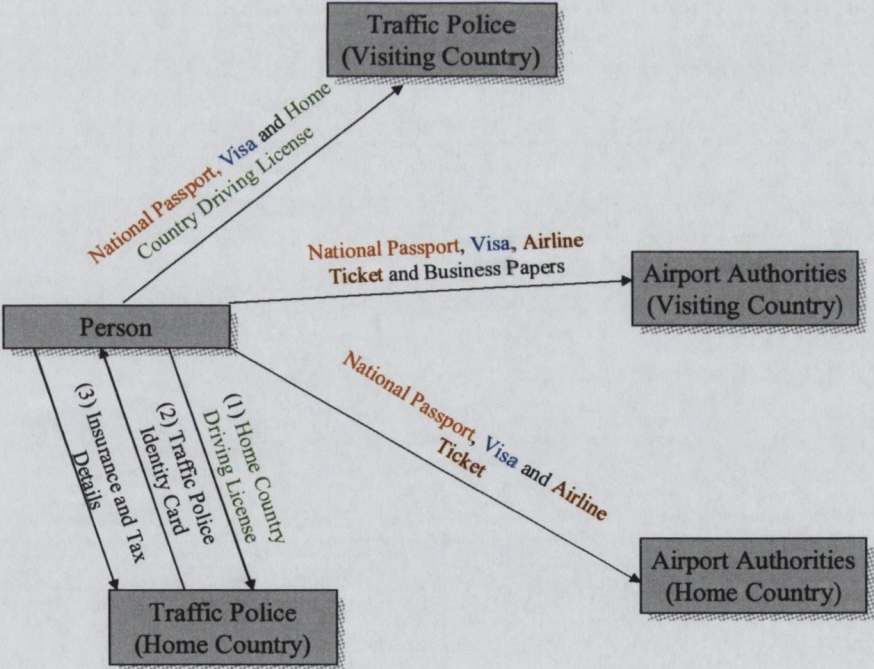 Traffic Police
(Visiting Country)
National Passport, Visa and Home
Country Driving License
National Passport, Visa, Airline
Ticket and Business Papers
Airport Authorities
(Visiting Country)
Person
National Passport, Visa and Airline
Ticket
(3) Insurance and Tax
Details
(2) Traffic Police
Identity Card
(1) Home Country
Driving License
Airport Authorities
(Home Country)
Traffic Police
(Home Country)